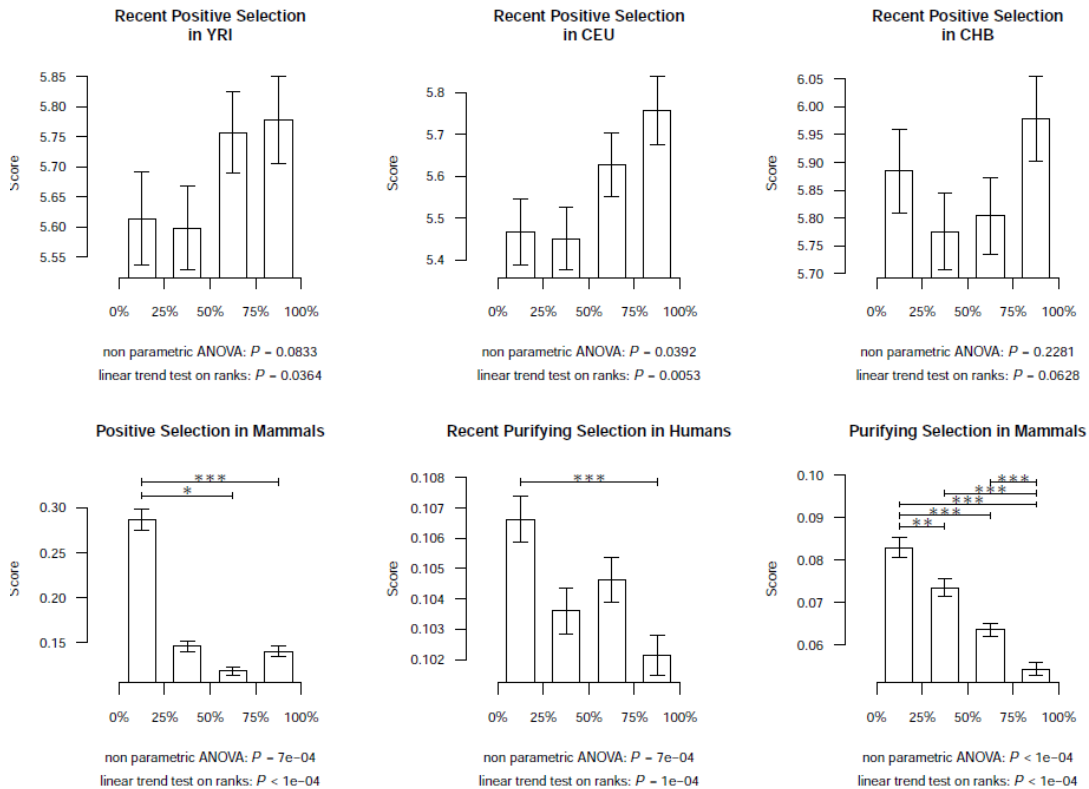 Recent Positive Selection
in YRI
Score
5.85
5.80
5.75
5.70
5.65
5.60
5.55
0% 25% 50% 75% 100%
non parametric ANOVA: P = 0.0833
linear trend test on ranks: P = 0.0364
Recent Positive Selection
in CEU
Score
5.8
5.7
5.6
5.5
5.4
0% 25% 50% 75% 100%
non parametric ANOVA: P = 0.0392
linear trend test on ranks: P = 0.0053
Recent Positive Selection
in CHB
Score
6.05
6.00
5.95
5.90
5.85
5.80
5.75
5.70
0% 25% 50% 75% 100%
non parametric ANOVA: P = 0.2281
linear trend test on ranks: P = 0.0628
Positive Selection in Mammals
Score
0.30
0.25
0.20
0.15
***
*
0% 25% 50% 75% 100%
non parametric ANOVA: P = 7e-04
linear trend test on ranks: P < 1e-04
Recent Purifying Selection in Humans
Score
0.108
0.107
0.106
0.105
0.104
0.103
0.102
***
0% 25% 50% 75% 100%
non parametric ANOVA: P = 7e-04
linear trend test on ranks: P = 1e-04
Purifying Selection in Mammals
Score
0.10
0.09
0.08
0.07
0.06
***
***
***
***
**
0% 25% 50% 75% 100%
non parametric ANOVA: P < 1e-04
linear trend test on ranks: P < 1e-04